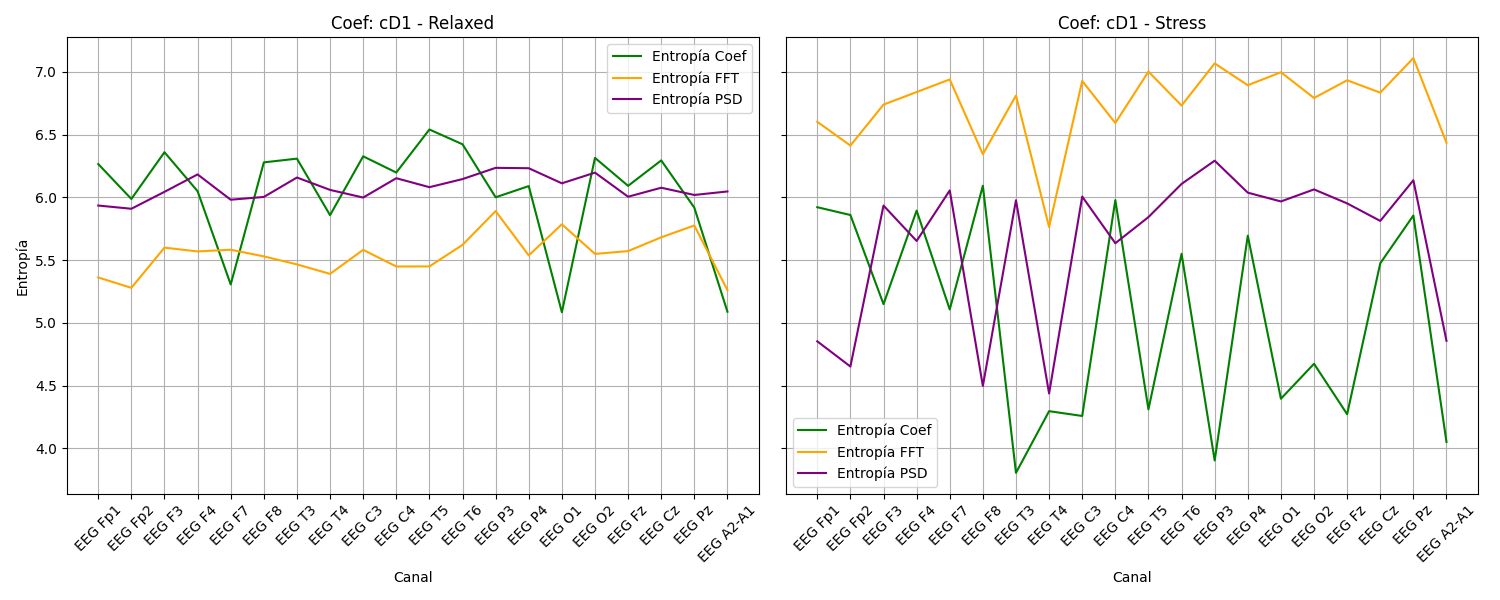 Coef: cD1 - Relaxed
Entropía Coef
Entropía FFT
Entropía PSD
7.0
6.5
6.0
5.5
5.0
4.5
4.0
Entropía
EEG Fp1
EEG Fp2
EEG F3
EEG F4
EEG F7
EEG F8
EEG T3
EEG T4
EEG C3
EEG C4
EEG T5
EEG T6
EEG P3
EEG P4
EEG O1
EEG O2
EEG Fz
EEG Cz
EEG Pz
EEG A2-A1
Canal
Coef: cD1 - Stress
Entropía Coef
Entropía FFT
Entropía PSD
EEG Fp1
EEG Fp2
EEG F3
EEG F4
EEG F7
EEG F8
EEG T3
EEG T4
EEG C3
EEG C4
EEG T5
EEG T6
EEG P3
EEG P4
EEG O1
EEG O2
EEG Fz
EEG Cz
EEG Pz
EEG A2-A1
Canal